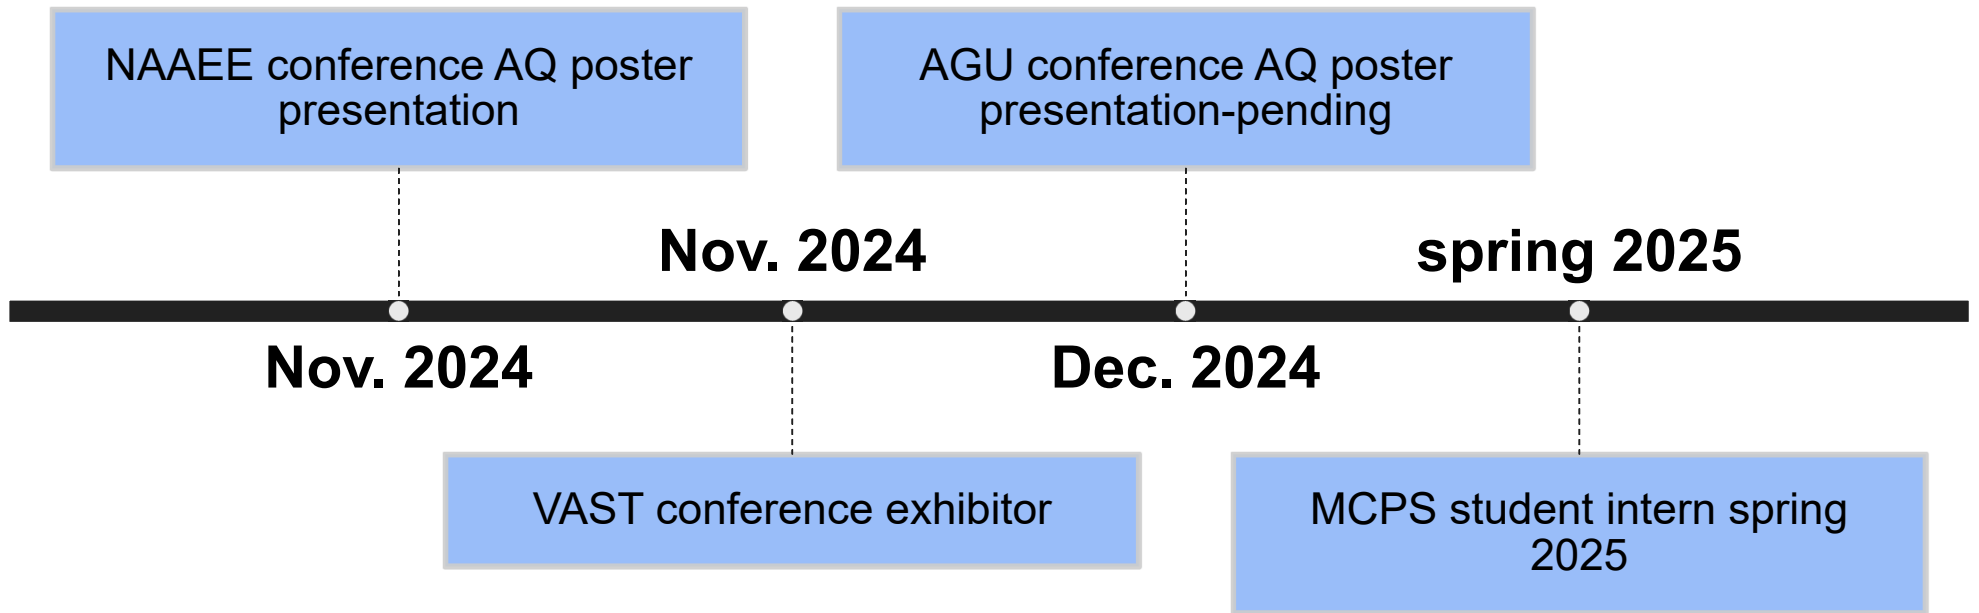 NAAEE conference AQ poster
presentation
AGU conference AQ poster
presentation-pending
Nov. 2024
spring 2025
Nov. 2024
Dec. 2024
VAST conference exhibitor
MCPS student intern spring
2025